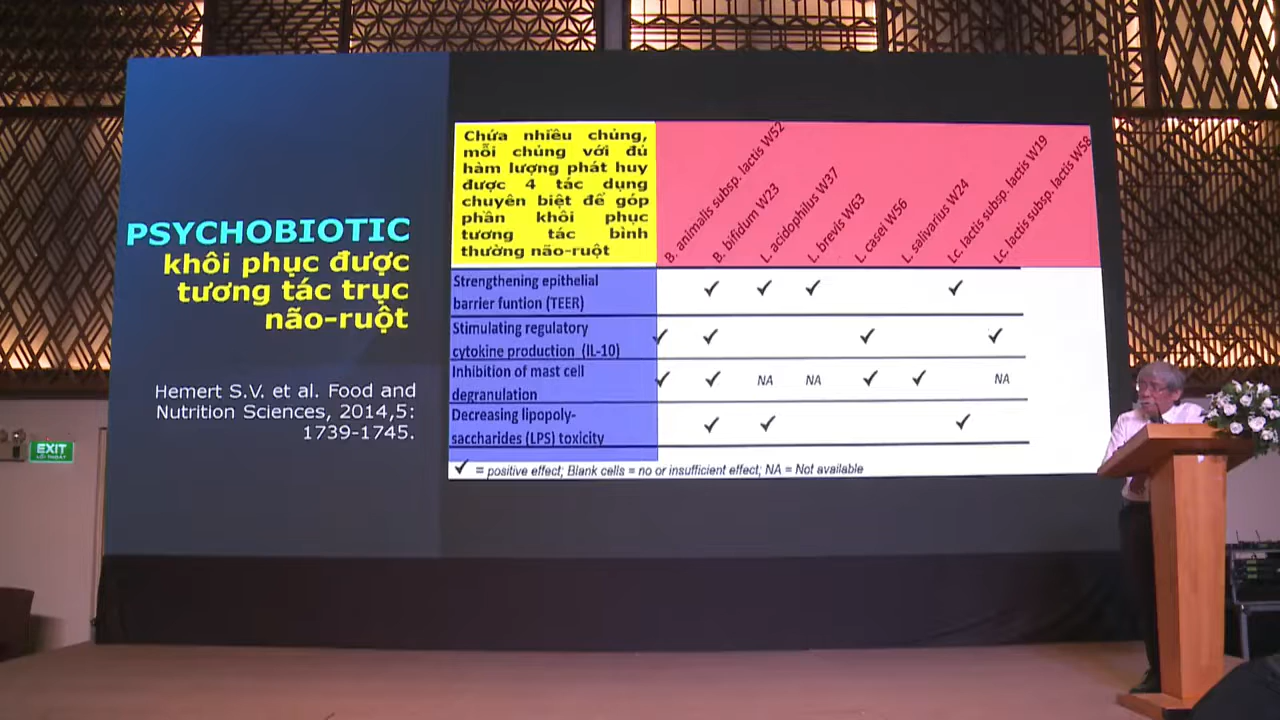 PSYCHOBIOTIC
khôi phục được
tương tác trục
não-ruột
Hemert S.V. et al. Food and
Nutrition Sciences, 2014,5:
1739-1745.
Chứa nhiều chủng,
mỗi chủng với đủ
hàm lượng phát huy
được 4 tác dụng
chuyên biệt để góp
phần khôi phục
tương tác bình
thường não-ruột
B. animalis subsp. lactis W52
B. bifidum W23
L. acidophilus W37
L. brevis W63
L. casei W56
L. salivarius W24
Lc. lactis subsp. lactis W19
Lc. lactis subsp. lactis W58
Strengthening epithelial
barrier funtion (TEER)
✓ ✓ ✓ ✓
Stimulating regulatory
cytokine production (IL-10)
✓ ✓ ✓ ✓
Inhibition of mast cell
degranulation
✓ ✓ NA NA ✓ ✓ NA
Decreasing lipopoly-
saccharides (LPS) toxicity
✓ ✓ ✓
✓ = positive effect; Blank cells = no or insufficient effect; NA = Not available
EXIT